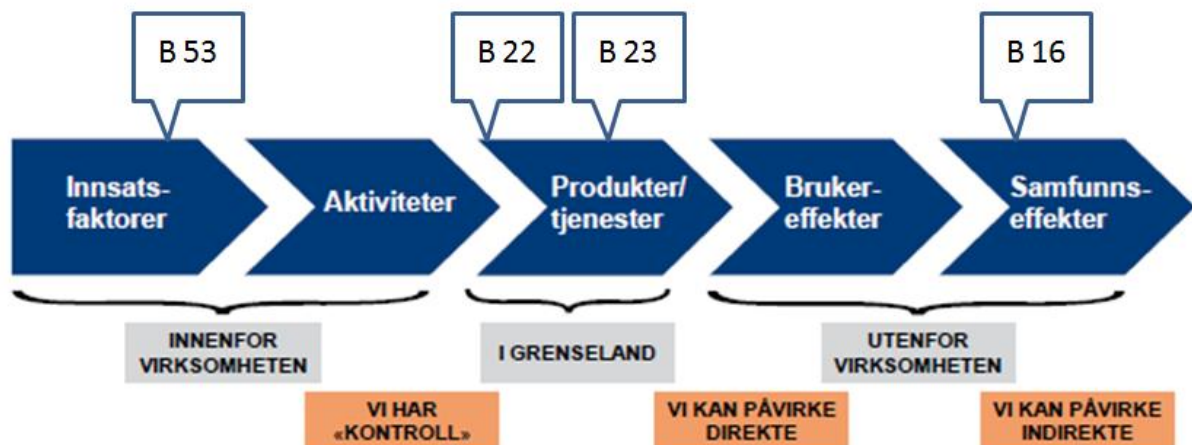 B 53
B 22
B 23
B 16
Innsats-
faktorer
Aktiviteter
Produkter/
tjenester
Bruker-
effekter
Samfunns-
effekter
INNENFOR
VIRKSOMHETEN
I GRENSELAND
UTENFOR
VIRKSOMHETEN
VI HAR
«KONTROLL»
VI KAN PÅVIRKE
DIREKTE
VI KAN PÅVIRKE
INDIREKTE